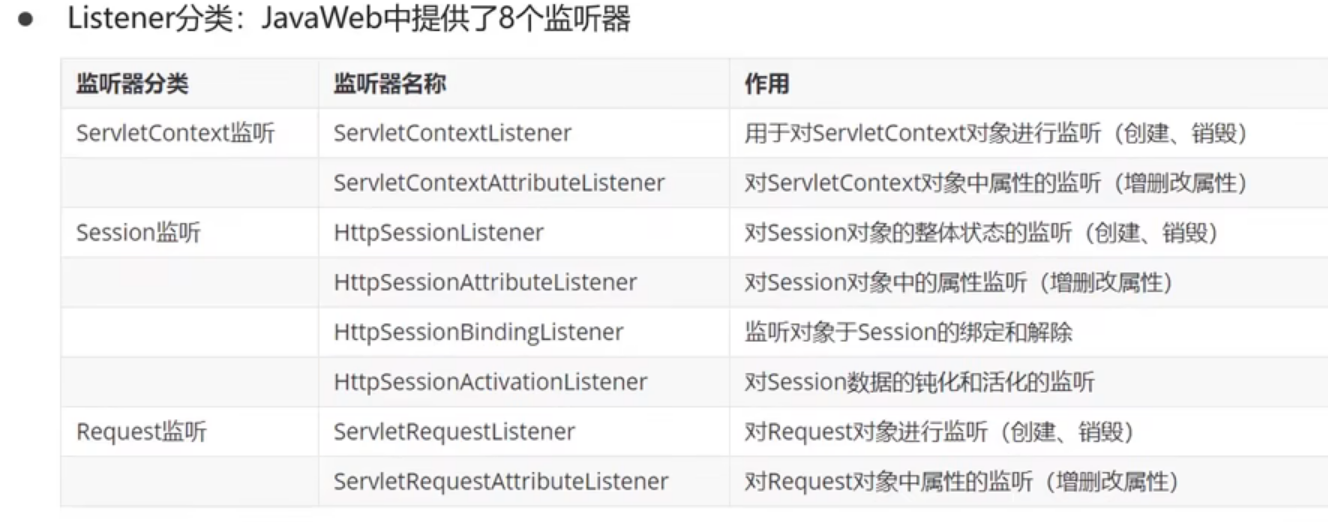 ● Listener分类：JavaWeb中提供了8个监听器
监听器分类 监听器名称 作用
ServletContext监听 ServletContextListener 用于对ServletContext对象进行监听（创建、销毁）
ServletContextAttributeListener 对ServletContext对象中属性的监听（增删改属性）
Session监听 HttpSessionListener 对Session对象的整体状态的监听（创建、销毁）
HttpSessionAttributeListener 对Session对象中的属性监听（增删改属性）
HttpSessionBindingListener 监听对象于Session的绑定和解除
HttpSessionActivationListener 对Session数据的钝化和活化的监听
Request监听 ServletRequestListener 对Request对象进行监听（创建、销毁）
ServletRequestAttributeListener 对Request对象中属性的监听（增删改属性）